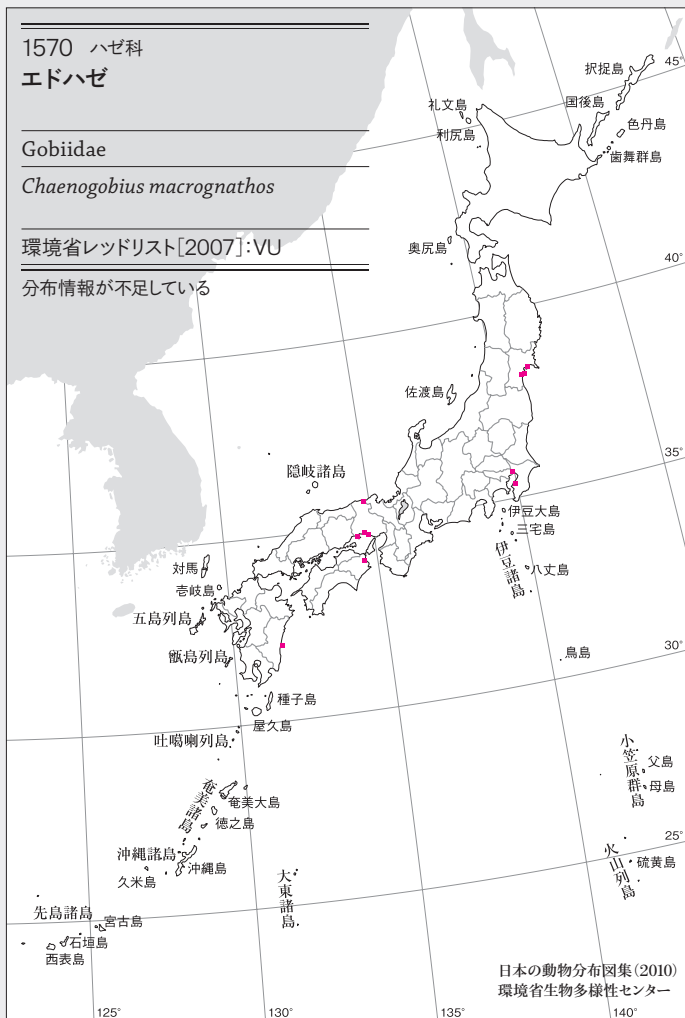 1570 ハゼ科
エドハゼ
Gobiidae
Chaenogobius macrognathos
環境省レッドリスト[2007]:VU
分布情報が不足している
択捉島
45°
国後島
礼文島
色丹島
利尻島
歯舞群島
奥尻島
40°
佐渡島
35°
隠岐諸島
伊豆大島
三宅島
伊豆諸島
八丈島
対馬
壱岐島
五島列島
甑島列島
鳥島
30°
種子島
屋久島
吐噶喇列島
小笠原群島
父島
母島
奄美諸島
奄美大島
徳之島
25°
沖縄諸島
沖縄島
久米島
火山列島
硫黄島
大東諸島
先島諸島
宮古島
石垣島
西表島
日本の動物分布図集(2010)
環境省生物多様性センター
125°
130°
135°
140°